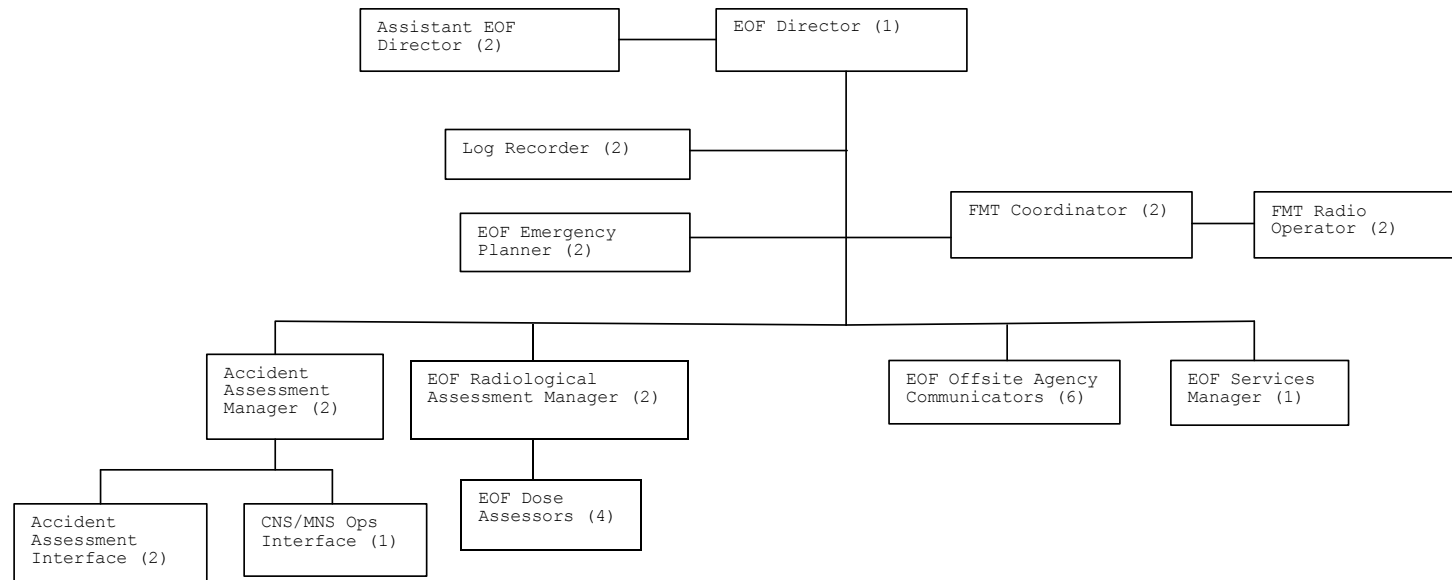 Assistant EOF
Director (2)
EOF Director (1)
Log Recorder (2)
FMT Coordinator (2)
FMT Radio
Operator (2)
EOF Emergency
Planner (2)
Accident
Assessment
Manager (2)
EOF Radiological
Assessment Manager (2)
EOF Offsite Agency
Communicators (6)
EOF Services
Manager (1)
Accident
Assessment
Interface (2)
CNS/MNS Ops
Interface (1)
EOF Dose
Assessors (4)